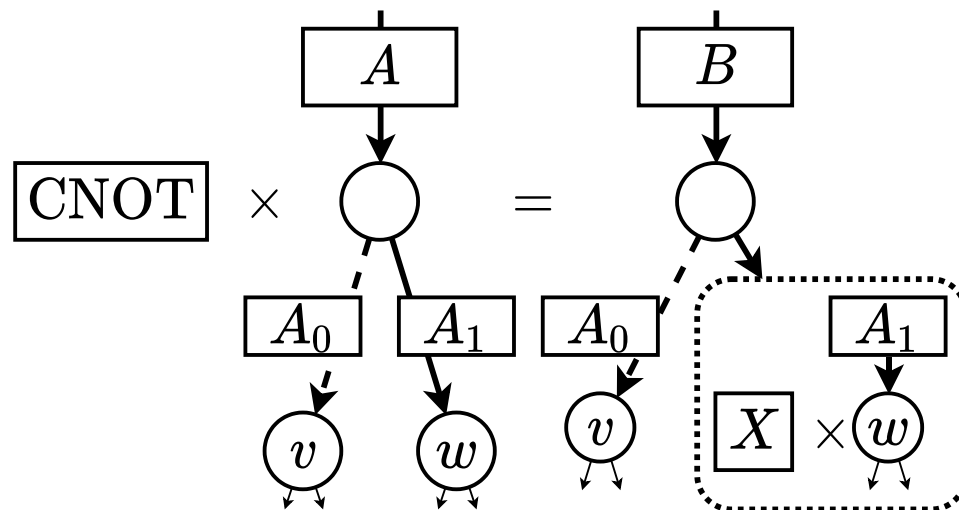 A B
CNOT × =
A₀ A₁ A₀ A₁
v w v X × w